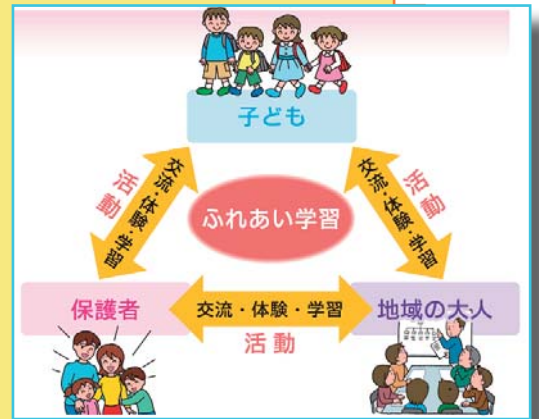 子ども
活動
交流・体験・学習
交流・体験・学習
活動
ふれあい学習
保護者
交流・体験・学習
地域の大人
活動